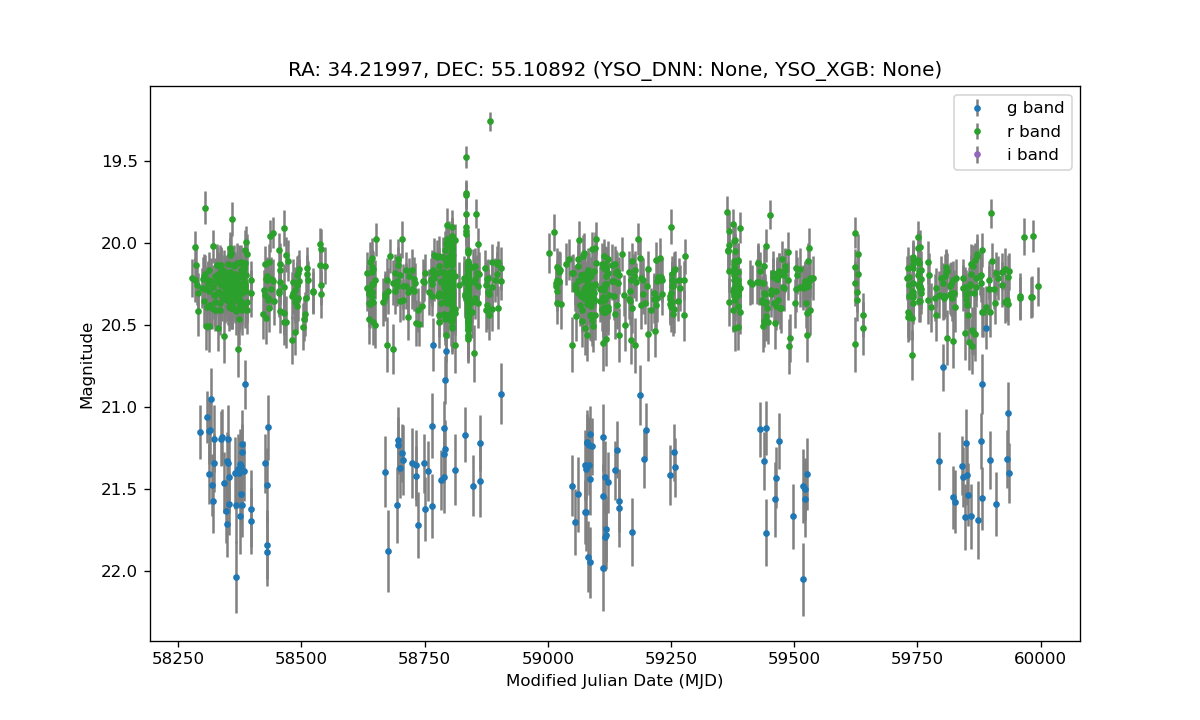 RA: 34.21997, DEC: 55.10892 (YSO_DNN: None, YSO_XGB: None)
g band
r band
i band
19.5
20.0
20.5
21.0
21.5
22.0
Magnitude
58250 58500 58750 59000 59250 59500 59750 60000
Modified Julian Date (MJD)